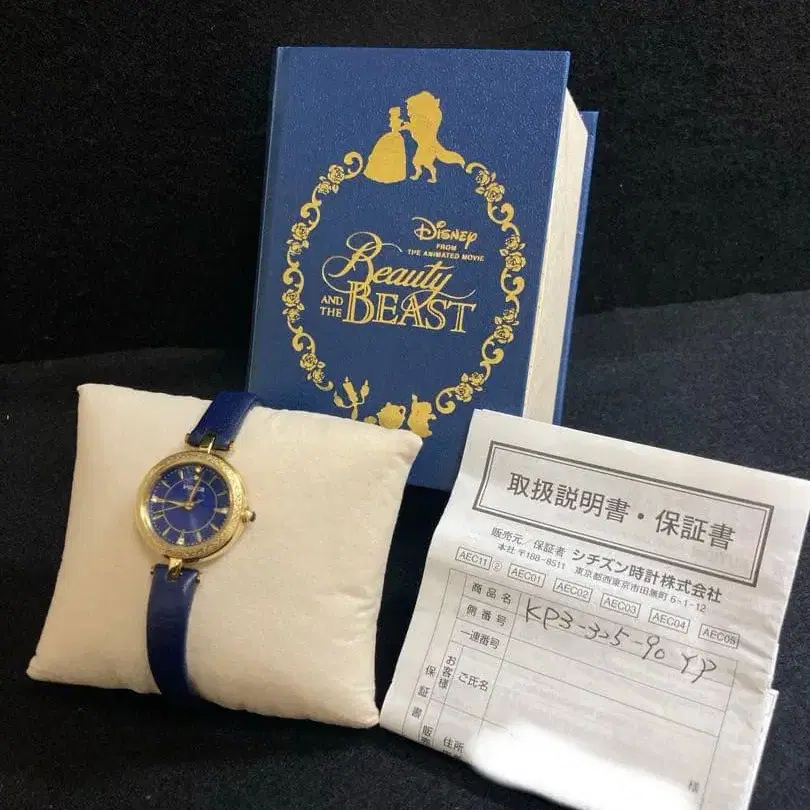 Disney
FROM
THE ANIMATED MOVIE
Beauty
AND THE BEAST
取扱説明書・保証書
販売元/保証者 シチズン時計株式会社
本社 〒188-8511 東京都西東京市田無町6-1-12
AEC11 ② AEC01 AEC02 AEC03 AEC04 AEC05
商品名
側番号 KP3-325-90 YP
一連番号
お客様
ご氏名
様
住所
保証書